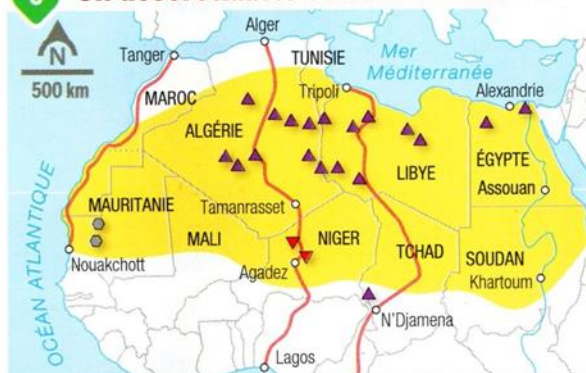 6
N
500 km
Alger
Tanger
TUNISIE
Mer
Méditerranée
Tripoli
Alexandrie
MAROC
ALGÉRIE
LIBYE
ÉGYPTE
Assouan
OCÉAN ATLANTIQUE
MAURITANIE
Tamanrasset
MALI
NIGER
TCHAD
SOUDAN
Nouakchott
Agadez
Khartoum
N'Djamena
Lagos